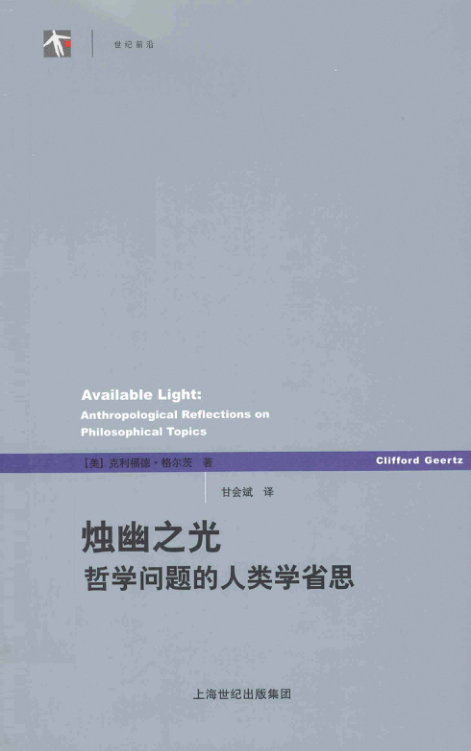 世纪前沿
Available Light:
Anthropological Reflections on
Philosophical Topics
[美] 克利福德·格尔茨 著
Clifford Geertz
甘会斌 译
烛幽之光
哲学问题的人类学省思
上海世纪出版集团